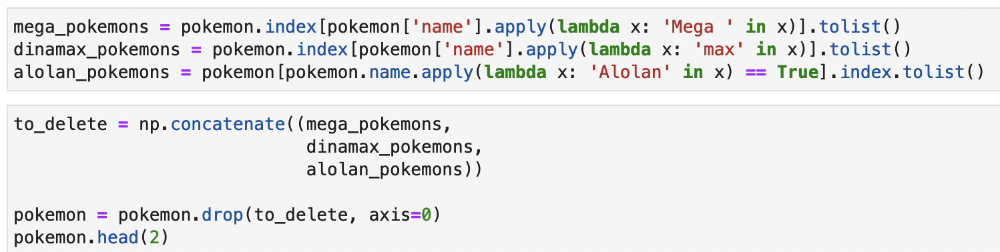 mega_pokemons = pokemon.index[pokemon['name'].apply(lambda x: 'Mega ' in x)].tolist()
dinamax_pokemons = pokemon.index[pokemon['name'].apply(lambda x: 'max' in x)].tolist()
alolan_pokemons = pokemon[pokemon.name.apply(lambda x: 'Alolan' in x) == True].index.tolist()
to_delete = np.concatenate((mega_pokemons,
                            dinamax_pokemons,
                            alolan_pokemons))
pokemon = pokemon.drop(to_delete, axis=0)
pokemon.head(2)